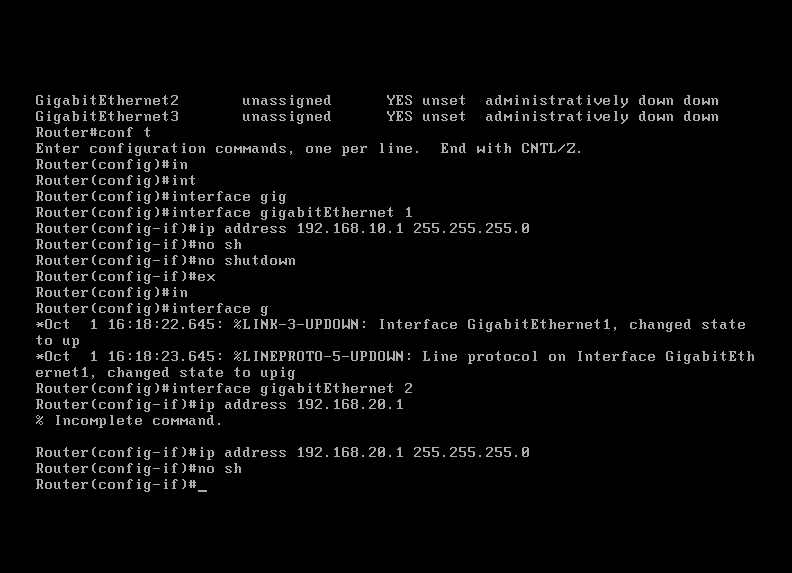 GigabitEthernet2       unassigned      YES unset  administratively down down
GigabitEthernet3       unassigned      YES unset  administratively down down
Router#conf t
Enter configuration commands, one per line.  End with CNTL/Z.
Router(config)#in
Router(config)#int
Router(config)#interface gig
Router(config)#interface gigabitEthernet 1
Router(config-if)#ip address 192.168.10.1 255.255.255.0
Router(config-if)#no sh
Router(config-if)#no shutdown
Router(config-if)#ex
Router(config)#in
Router(config)#interface g
*Oct  1 16:18:22.645: %LINK-3-UPDOWN: Interface GigabitEthernet1, changed state
to up
*Oct  1 16:18:23.645: %LINEPROTO-5-UPDOWN: Line protocol on Interface GigabitEth
ernet1, changed state to upig
Router(config)#interface gigabitEthernet 2
Router(config-if)#ip address 192.168.20.1
% Incomplete command.
Router(config-if)#ip address 192.168.20.1 255.255.255.0
Router(config-if)#no sh
Router(config-if)#_